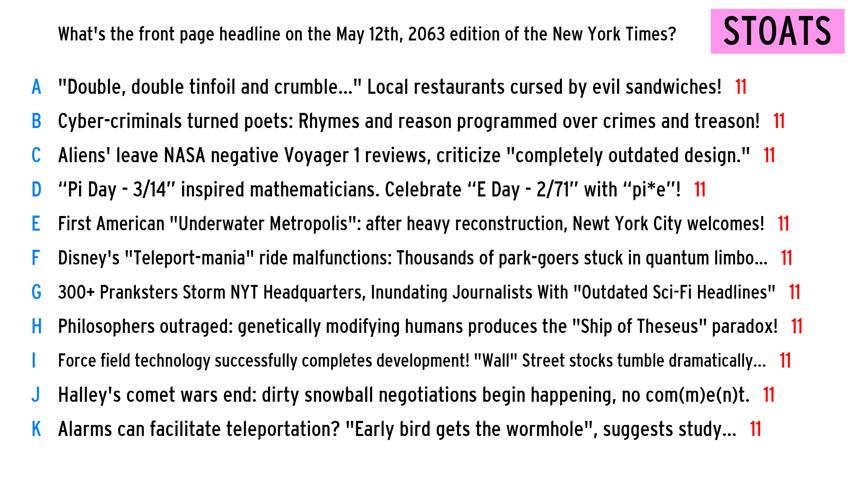 What's the front page headline on the May 12th, 2063 edition of the New York Times?
STOATS
A "Double, double tinfoil and crumble..." Local restaurants cursed by evil sandwiches! 11
B Cyber-criminals turned poets: Rhymes and reason programmed over crimes and treason! 11
C Aliens' leave NASA negative Voyager 1 reviews, criticize "completely outdated design." 11
D “Pi Day - 3/14” inspired mathematicians. Celebrate “E Day - 2/71” with “pi*e”! 11
E First American "Underwater Metropolis": after heavy reconstruction, Newt York City welcomes! 11
F Disney's "Teleport-mania" ride malfunctions: Thousands of park-goers stuck in quantum limbo... 11
G 300+ Pranksters Storm NYT Headquarters, Inundating Journalists With "Outdated Sci-Fi Headlines" 11
H Philosophers outraged: genetically modifying humans produces the "Ship of Theseus" paradox! 11
I Force field technology successfully completes development! "Wall" Street stocks tumble dramatically... 11
J Halley's comet wars end: dirty snowball negotiations begin happening, no com(m)e(n)t. 11
K Alarms can facilitate teleportation? "Early bird gets the wormhole", suggests study... 11